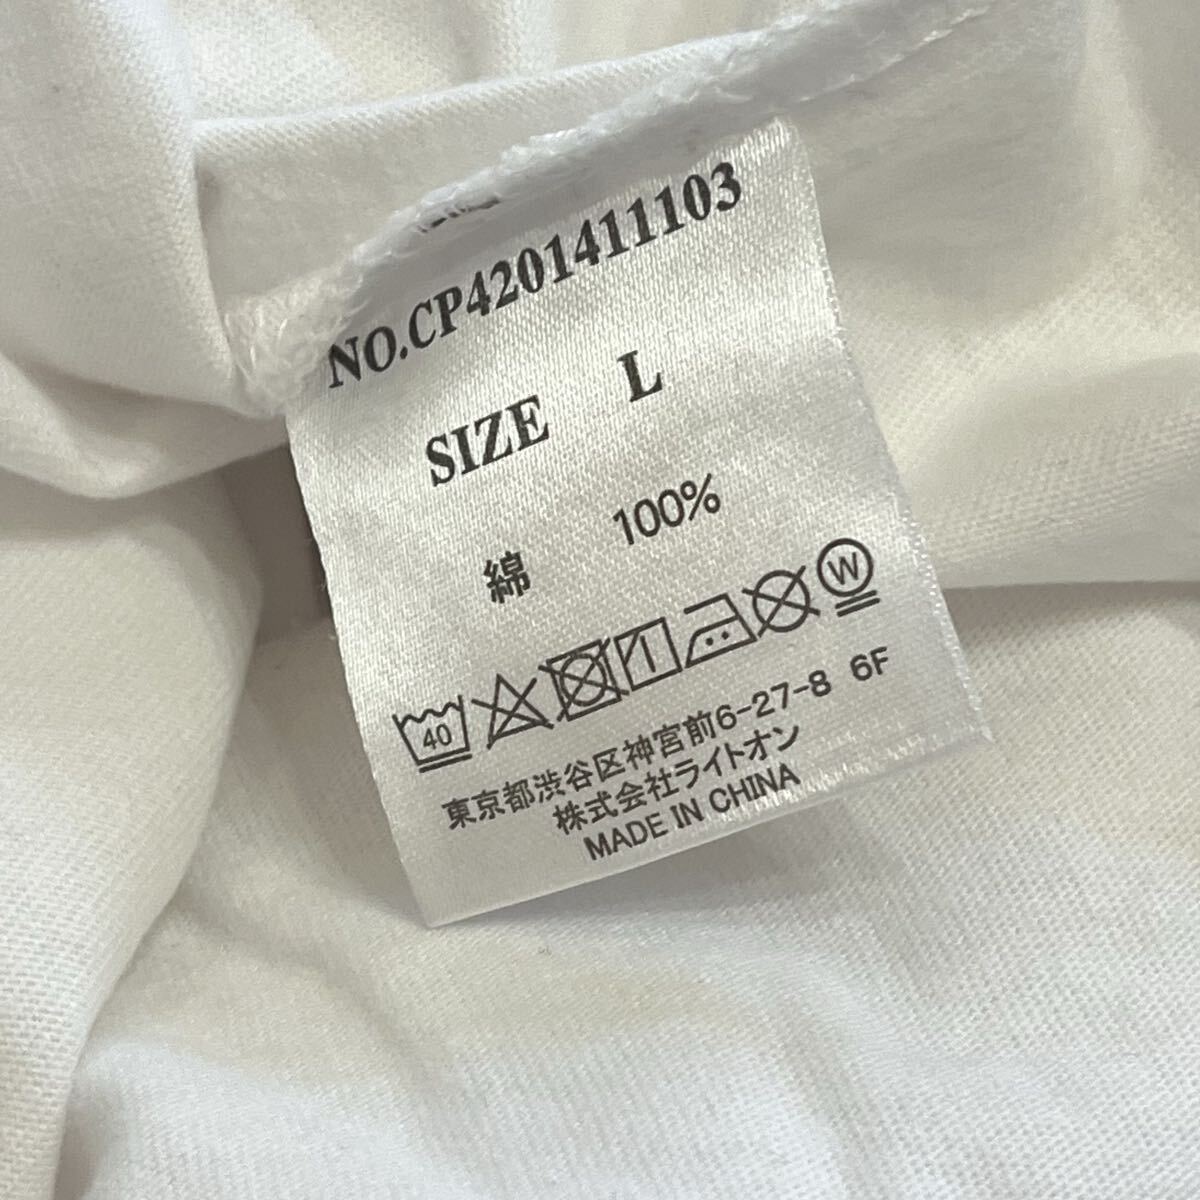 NO.CP4201411103
SIZE L
綿 100%
40 W
東京都渋谷区神宮前6-27-8 6F
株式会社ライトオン
MADE IN CHINA